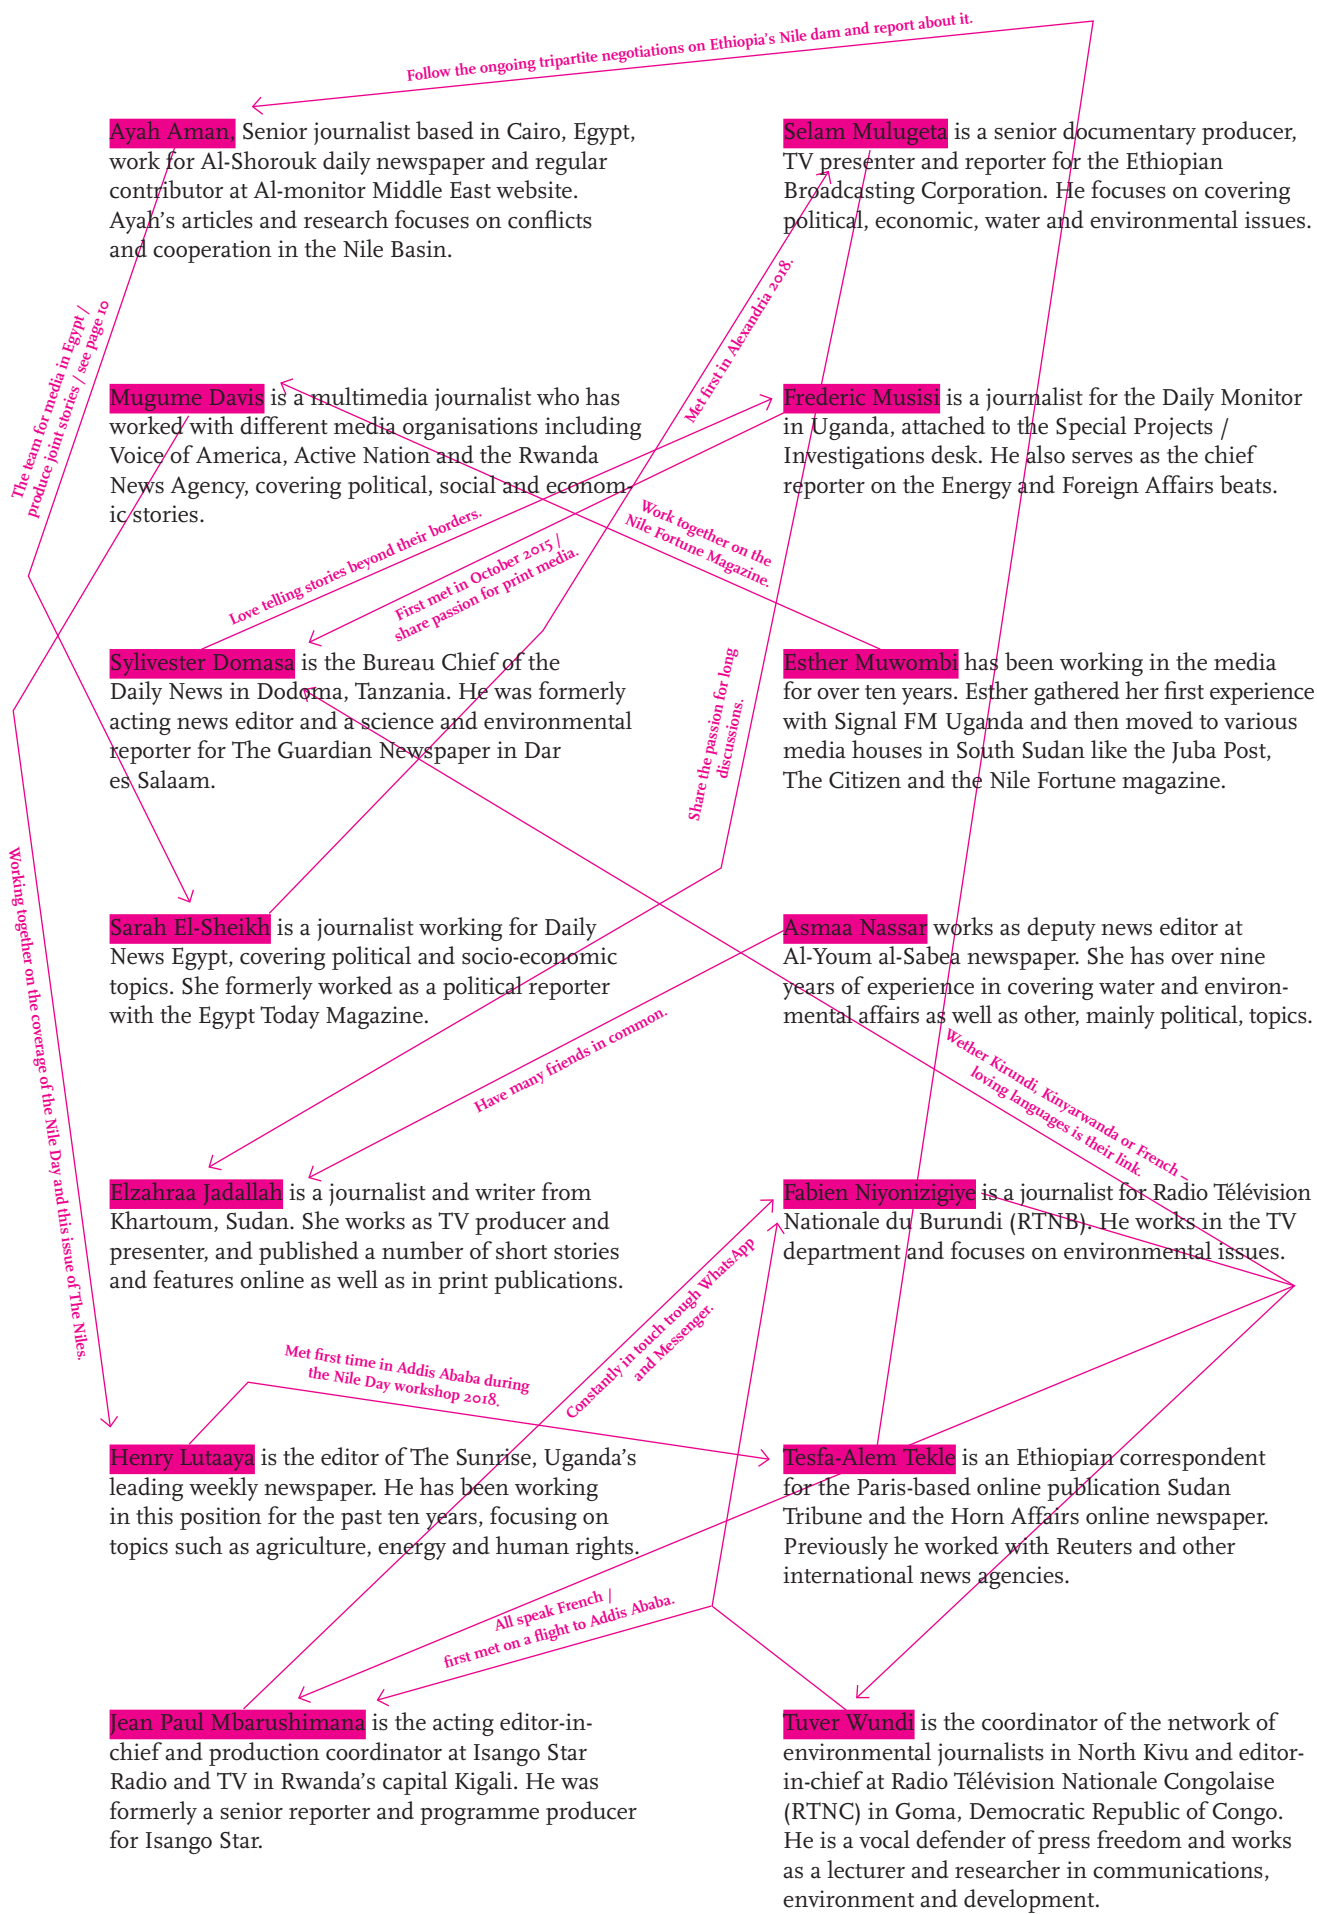 Follow the ongoing tripartite negotiations on Ethiopia's Nile dam and report about it.
Ayah Aman, Senior journalist based in Cairo, Egypt,
work for Al-Shorouk daily newspaper and regular
contributor at Al-monitor Middle East website.
Ayah's articles and research focuses on conflicts
and cooperation in the Nile Basin.
Selam Mulugeta is a senior documentary producer,
TV presenter and reporter for the Ethiopian
Broadcasting Corporation. He focuses on covering
political, economic, water and environmental issues.
Met first in Alexandria 2018.
The team for media in Egypt /
produce joint stories / see page 10
Mugume Davis is a multimedia journalist who has
worked with different media organisations including
Voice of America, Active Nation and the Rwanda
News Agency, covering political, social and econom-
ic stories.
Frederic Musisi is a journalist for the Daily Monitor
in Uganda, attached to the Special Projects /
Investigations desk. He also serves as the chief
reporter on the Energy and Foreign Affairs beats.
Love telling stories beyond their borders.
First met in October 2015 /
share passion for print media.
Work together on the
Nile Fortune Magazine.
Sylivester Domasa is the Bureau Chief of the
Daily News in Dodoma, Tanzania. He was formerly
acting news editor and a science and environmental
reporter for The Guardian Newspaper in Dar
es Salaam.
Share the passion for long
discussions.
Esther Muwombi has been working in the media
for over ten years. Esther gathered her first experience
with Signal FM Uganda and then moved to various
media houses in South Sudan like the Juba Post,
The Citizen and the Nile Fortune magazine.
Working together on the coverage of the Nile Day and this issue of The Niles.
Sarah El-Sheikh is a journalist working for Daily
News Egypt, covering political and socio-economic
topics. She formerly worked as a political reporter
with the Egypt Today Magazine.
Asmaa Nassar works as deputy news editor at
Al-Youm al-Sabea newspaper. She has over nine
years of experience in covering water and environ-
mental affairs as well as other, mainly political, topics.
Have many friends in common.
Wether Kirundi, Kinyarwanda or French –
loving languages is their link.
Elzahraa Jadallah is a journalist and writer from
Khartoum, Sudan. She works as TV producer and
presenter, and published a number of short stories
and features online as well as in print publications.
Fabien Niyonizigiye is a journalist for Radio Télévision
Nationale du Burundi (RTNB). He works in the TV
department and focuses on environmental issues.
Constantly in touch trough WhatsApp
and Messenger.
Met first time in Addis Ababa during
the Nile Day workshop 2018.
Henry Lutaaya is the editor of The Sunrise, Uganda's
leading weekly newspaper. He has been working
in this position for the past ten years, focusing on
topics such as agriculture, energy and human rights.
Tesfa-Alem Tekle is an Ethiopian correspondent
for the Paris-based online publication Sudan
Tribune and the Horn Affairs online newspaper.
Previously he worked with Reuters and other
international news agencies.
All speak French /
first met on a flight to Addis Ababa.
Jean Paul Mbarushimana is the acting editor-in-
chief and production coordinator at Isango Star
Radio and TV in Rwanda's capital Kigali. He was
formerly a senior reporter and programme producer
for Isango Star.
Tuver Wundi is the coordinator of the network of
environmental journalists in North Kivu and editor-
in-chief at Radio Télévision Nationale Congolaise
(RTNC) in Goma, Democratic Republic of Congo.
He is a vocal defender of press freedom and works
as a lecturer and researcher in communications,
environment and development.